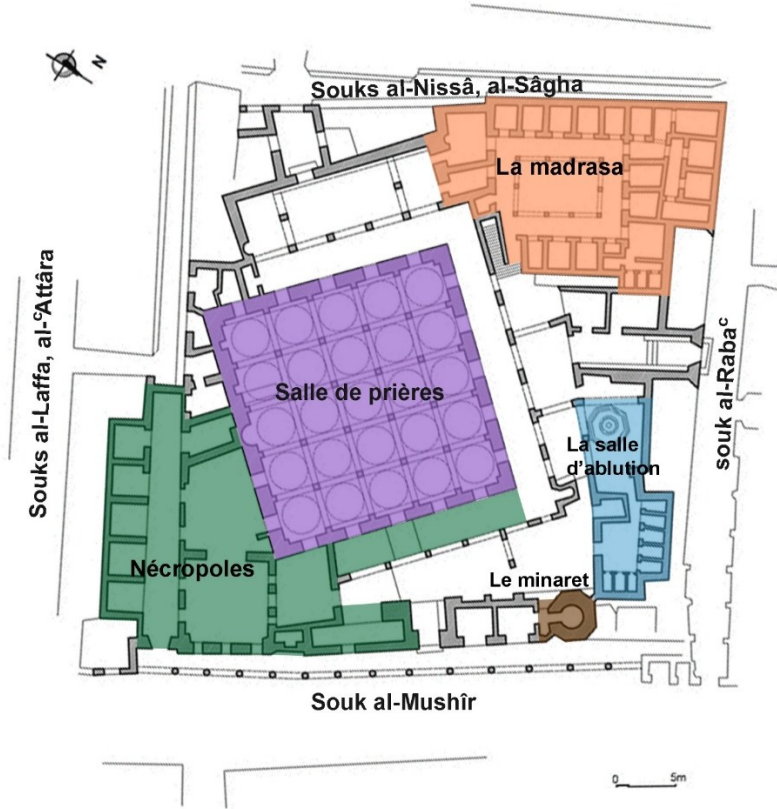 N
Souks al-Nissâ, al-Sâgha
La madrasa
Souks al-Laffa, al-ᶜAttâra
Salle de prières
souk al-Rabaᶜ
La salle
d'ablution
Nécropoles
Le minaret
Souk al-Mushîr
0 5m